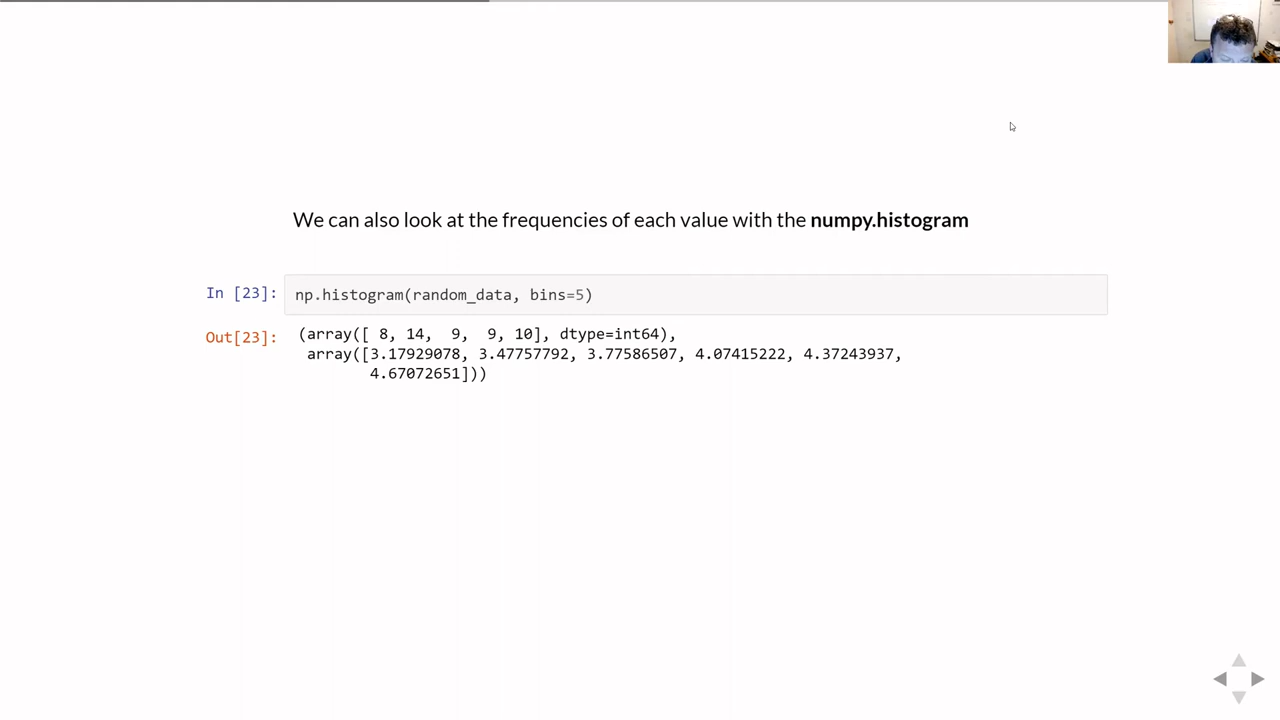 We can also look at the frequencies of each value with the numpy.histogram
In [23]: np.histogram(random_data, bins=5)
Out[23]: (array([ 8, 14,  9,  9, 10], dtype=int64),
array([3.17929078, 3.47757792, 3.77586507, 4.07415222, 4.37243937,
4.67072651]))